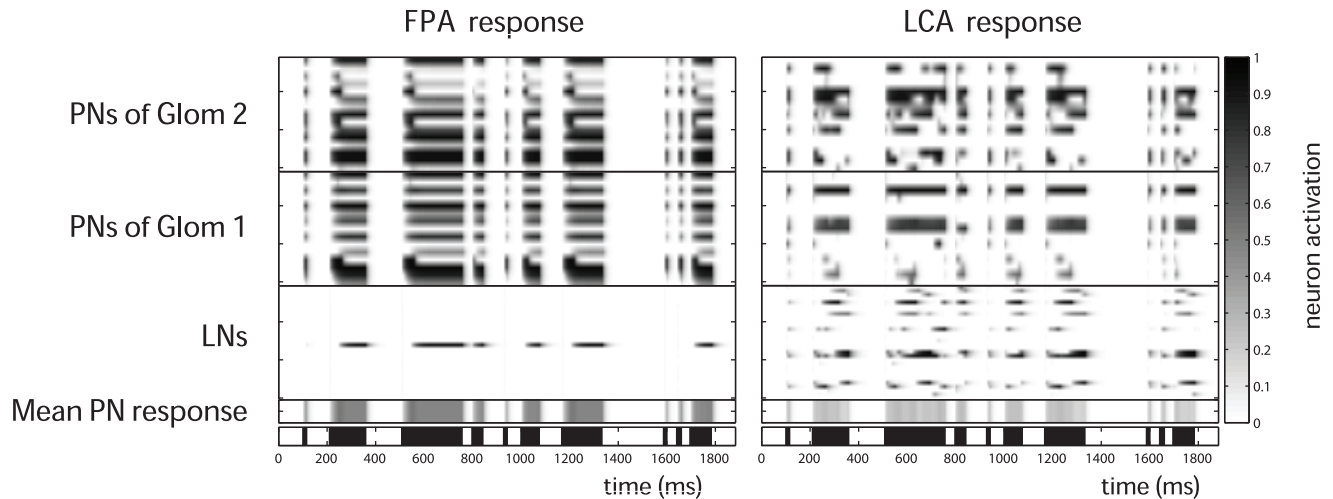 FPA response
LCA response
PNs of Glom 2
PNs of Glom 1
LNs
Mean PN response
0 200 400 600 800 1000 1200 1400 1600 1800
time (ms)
0 200 400 600 800 1000 1200 1400 1600 1800
time (ms)
1
0.9
0.8
0.7
0.6
0.5
0.4
0.3
0.2
0.1
0
neuron activation